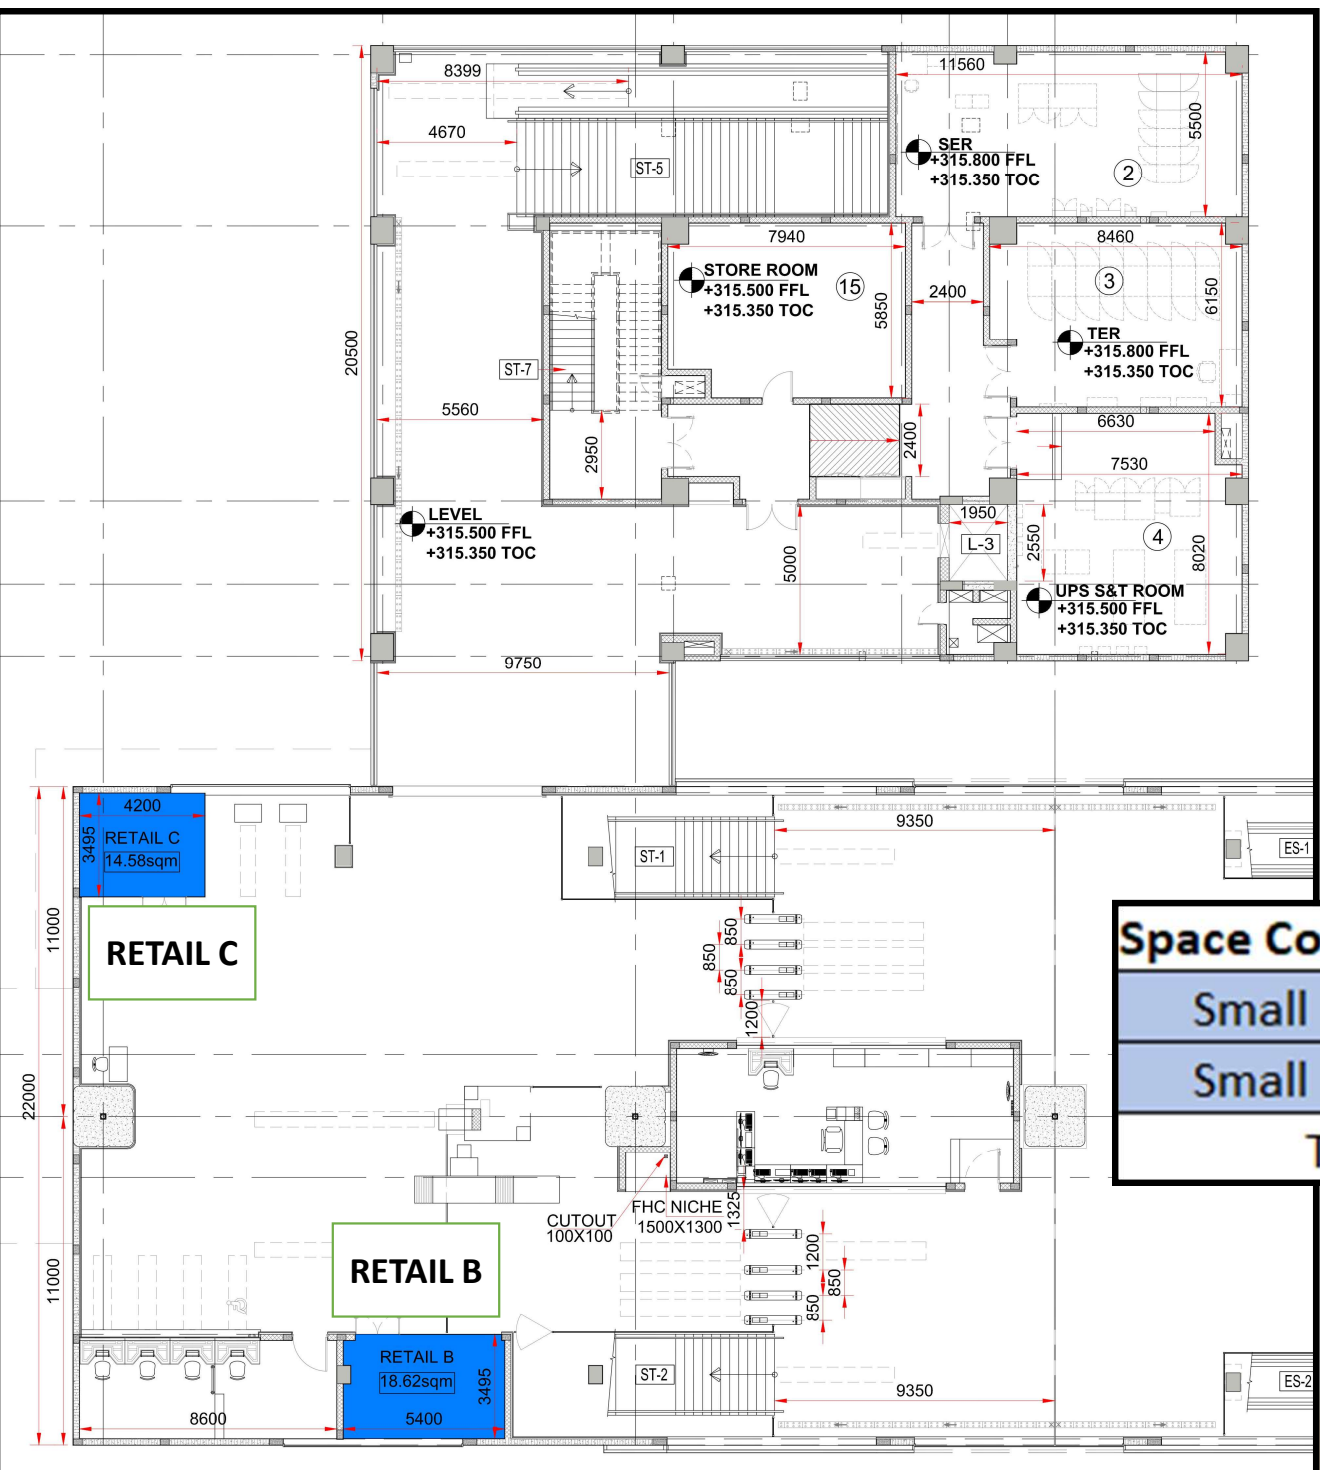 8399
11560
4670
5500
ST-5
SER
+315.800 FFL
+315.350 TOC
2
7940
8460
STORE ROOM
+315.500 FFL
+315.350 TOC
15
5850
2400
3
6150
TER
+315.800 FFL
+315.350 TOC
20500
ST-7
5560
2950
2400
6630
7530
LEVEL
+315.500 FFL
+315.350 TOC
5000
1950
L-3
2550
4
8020
UPS S&T ROOM
+315.500 FFL
+315.350 TOC
9750
4200
3495
RETAIL C
14.58sqm
RETAIL C
11000
22000
11000
ST-1
9350
ES-1
850
850
850
1200
Space Co
Small
Small
T
CUTOUT
100X100
FHC NICHE
1500X1300
1325
1200
850
850
RETAIL B
RETAIL B
18.62sqm
3495
8600
5400
ST-2
9350
ES-2